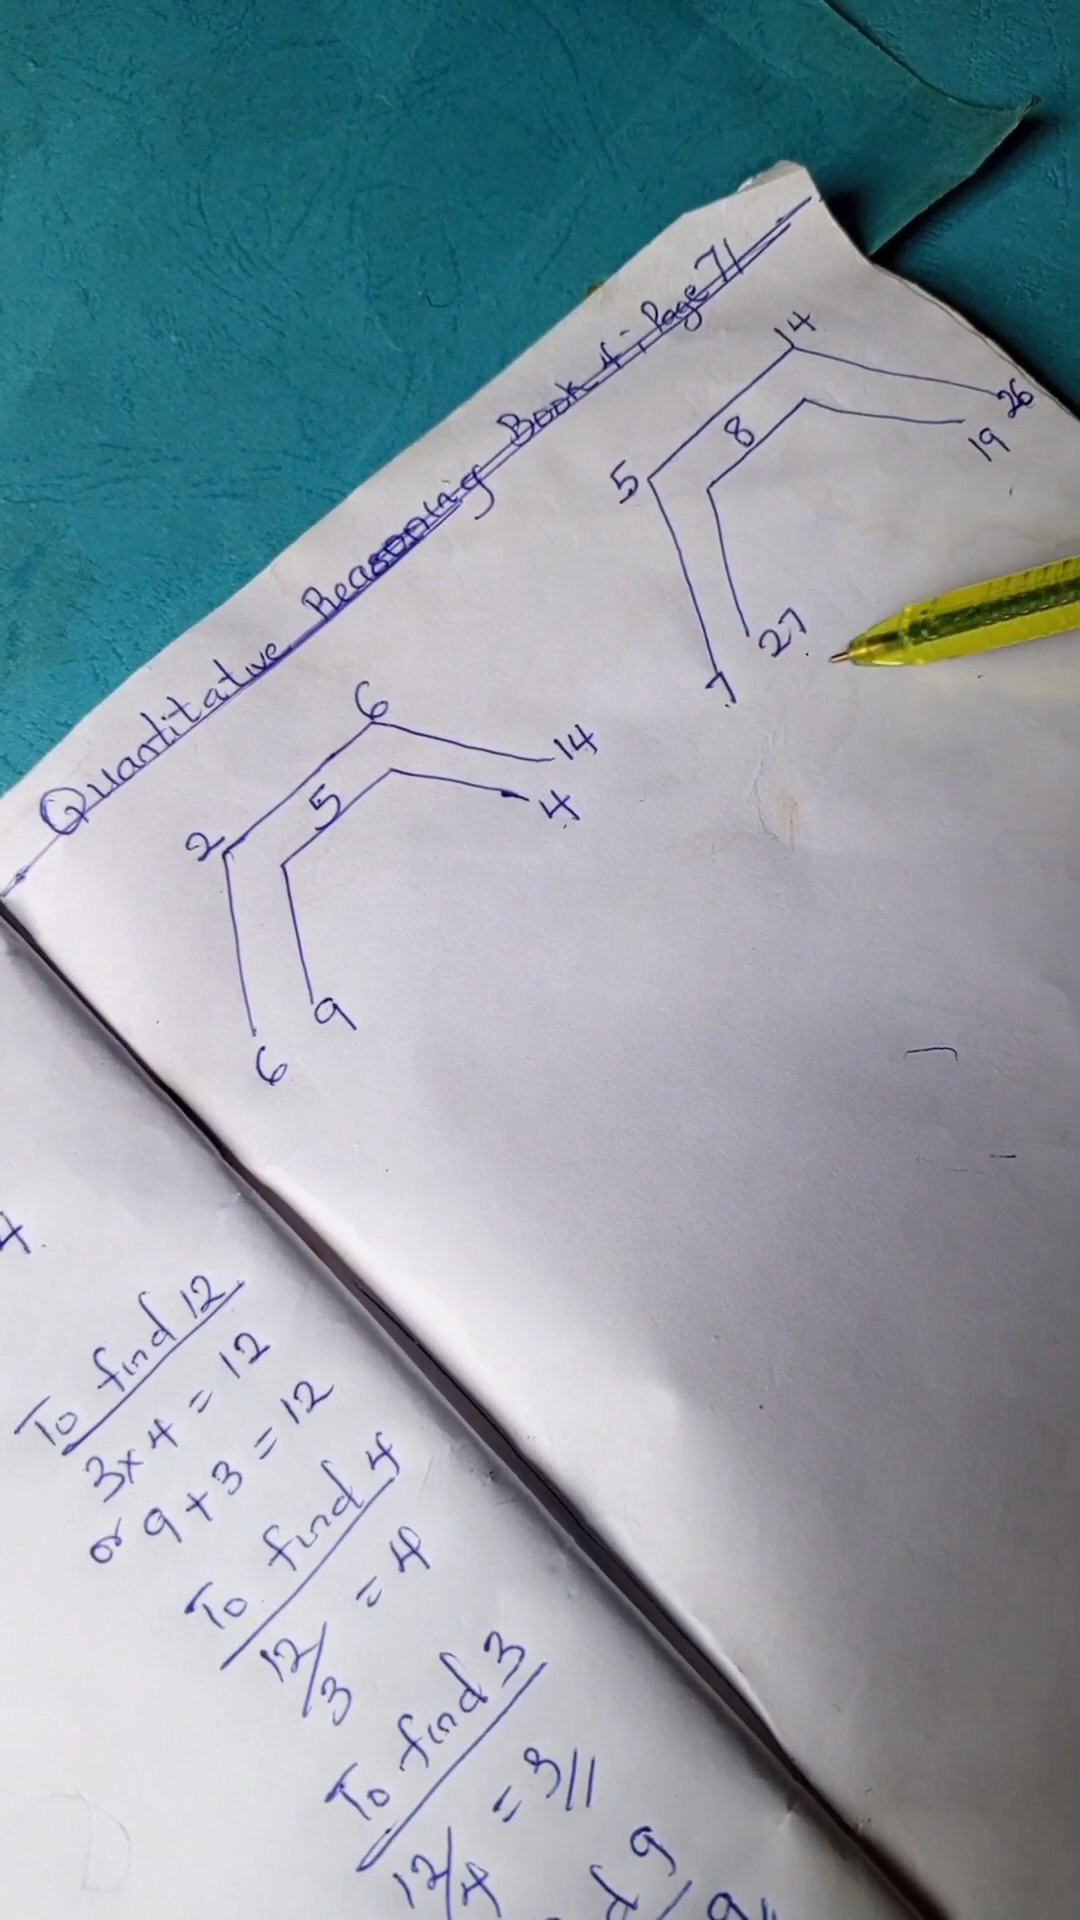 Quantitative Reasoning Book 4; Page 71
14
26
5
8
19
27
7
6
14
2
5
4
9
6
4.
To find 12
3 x 4 = 12
or 9 + 3 = 12
To find 4
12/3 = 4
To find 3
12/4 = 3//
9